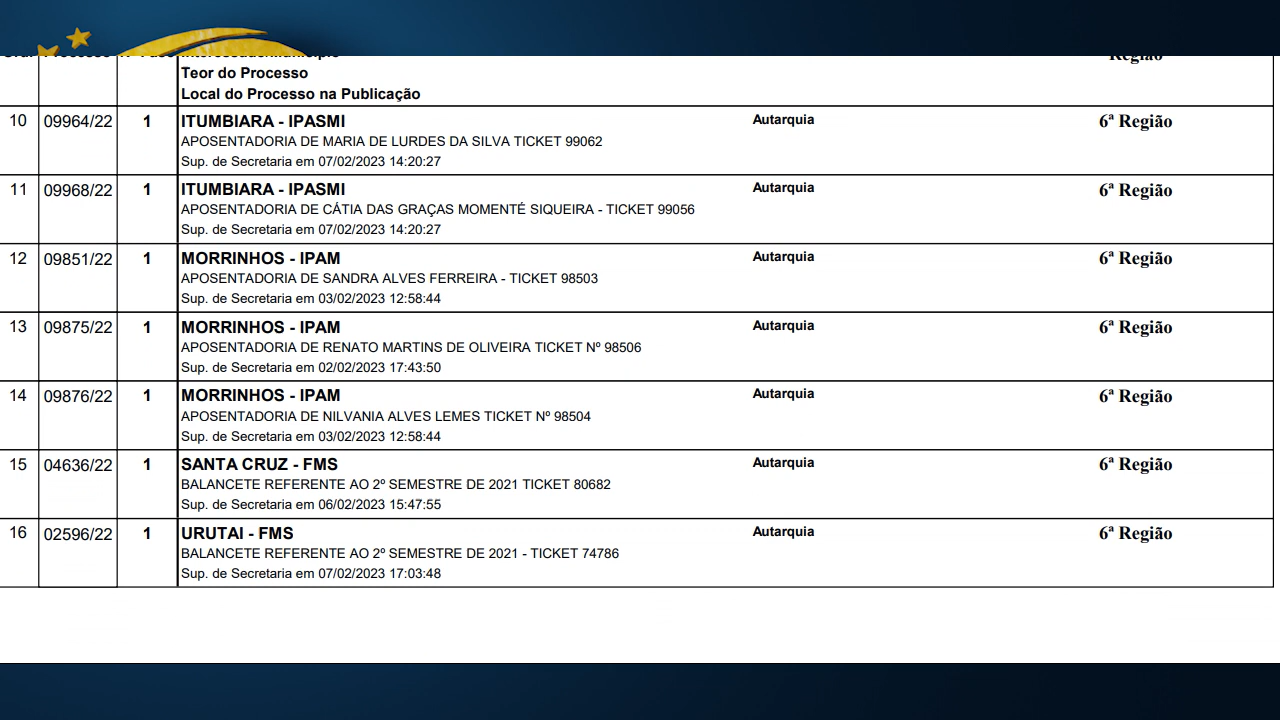 Teor do Processo
Local do Processo na Publicação
Região
10 09964/22 1 ITUMBIARA - IPASMI Autarquia 6ª Região
APOSENTADORIA DE MARIA DE LURDES DA SILVA TICKET 99062
Sup. de Secretaria em 07/02/2023 14:20:27
11 09968/22 1 ITUMBIARA - IPASMI Autarquia 6ª Região
APOSENTADORIA DE CÁTIA DAS GRAÇAS MOMENTÉ SIQUEIRA - TICKET 99056
Sup. de Secretaria em 07/02/2023 14:20:27
12 09851/22 1 MORRINHOS - IPAM Autarquia 6ª Região
APOSENTADORIA DE SANDRA ALVES FERREIRA - TICKET 98503
Sup. de Secretaria em 03/02/2023 12:58:44
13 09875/22 1 MORRINHOS - IPAM Autarquia 6ª Região
APOSENTADORIA DE RENATO MARTINS DE OLIVEIRA TICKET Nº 98506
Sup. de Secretaria em 02/02/2023 17:43:50
14 09876/22 1 MORRINHOS - IPAM Autarquia 6ª Região
APOSENTADORIA DE NILVANIA ALVES LEMES TICKET Nº 98504
Sup. de Secretaria em 03/02/2023 12:58:44
15 04636/22 1 SANTA CRUZ - FMS Autarquia 6ª Região
BALANCETE REFERENTE AO 2º SEMESTRE DE 2021 TICKET 80682
Sup. de Secretaria em 06/02/2023 15:47:55
16 02596/22 1 URUTAI - FMS Autarquia 6ª Região
BALANCETE REFERENTE AO 2º SEMESTRE DE 2021 - TICKET 74786
Sup. de Secretaria em 07/02/2023 17:03:48